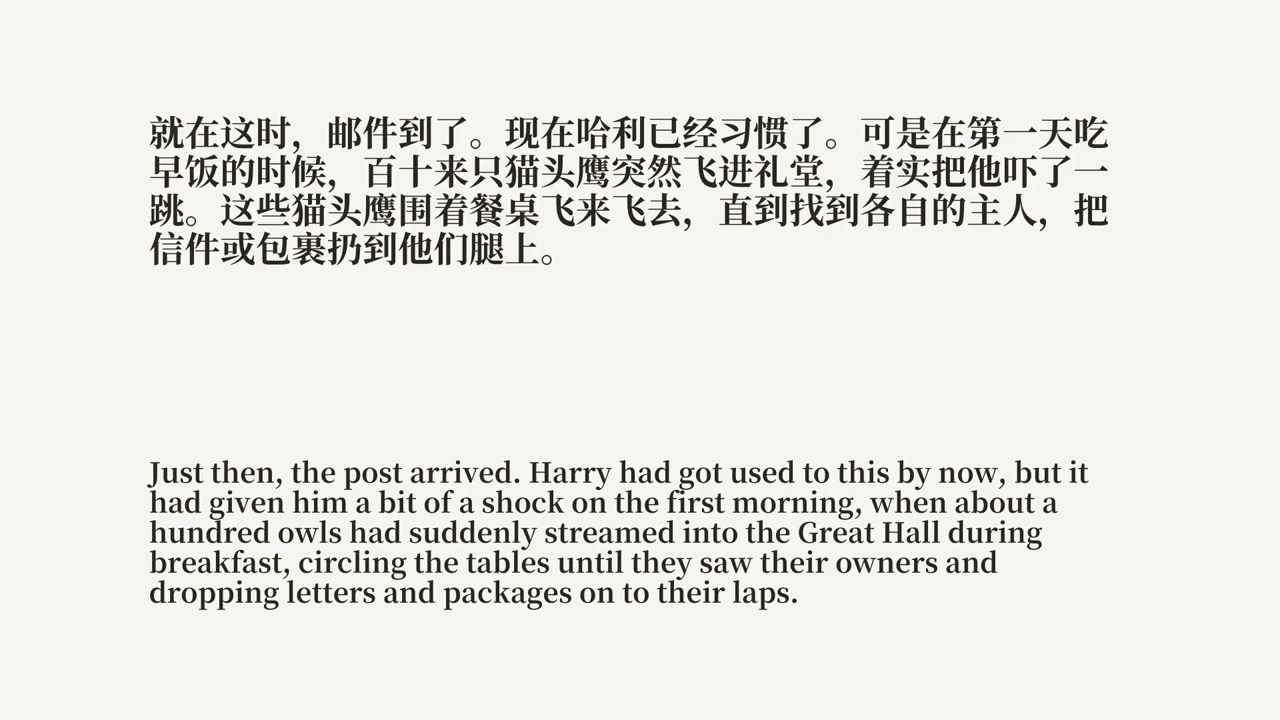 就在这时，邮件到了。现在哈利已经习惯了。可是在第一天吃
早饭的时候，百十来只猫头鹰突然飞进礼堂，着实把他吓了一
跳。这些猫头鹰围着餐桌飞来飞去，直到找到各自的主人，把
信件或包裹扔到他们腿上。
Just then, the post arrived. Harry had got used to this by now, but it
had given him a bit of a shock on the first morning, when about a
hundred owls had suddenly streamed into the Great Hall during
breakfast, circling the tables until they saw their owners and
dropping letters and packages on to their laps.